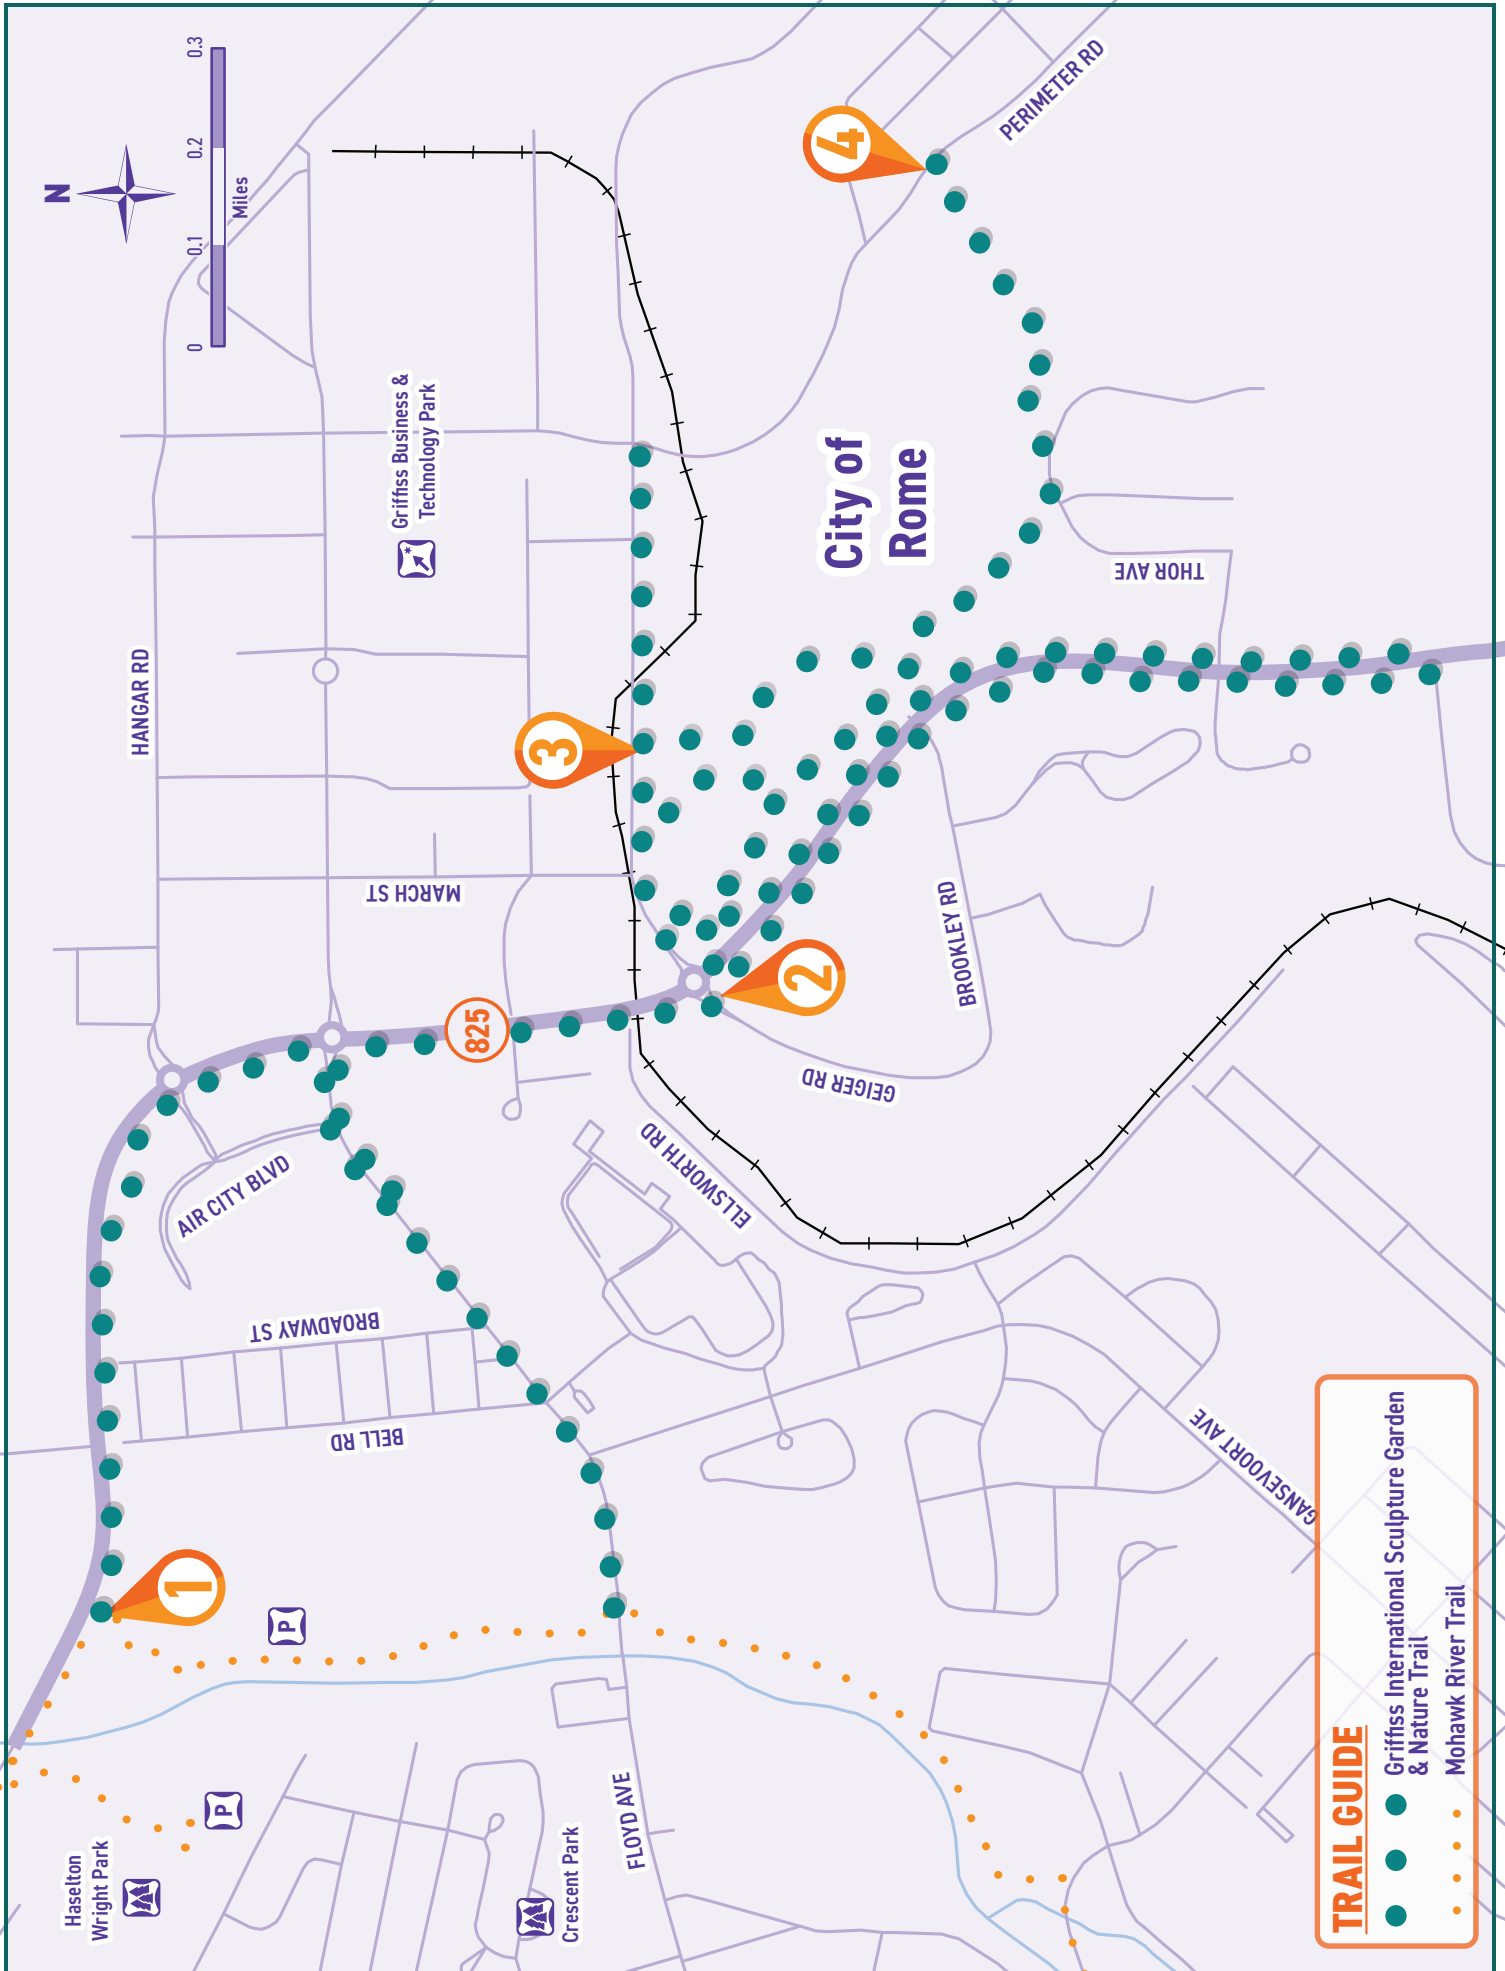 Haselton
Wright Park
P
P
1
HANGAR RD
N
0
0.1
0.2
0.3
Miles
AIR CITY BLVD
BROADWAY ST
BELL RD
MARCH ST
Griffiss Business &
Technology Park
825
3
Crescent Park
FLOYD AVE
ELLSWORTH RD
GEIGER RD
2
4
City of
Rome
BROOKLEY RD
PERIMETER RD
THOR AVE
GANSEVOORT AVE
TRAIL GUIDE
Griffiss International Sculpture Garden
& Nature Trail
Mohawk River Trail